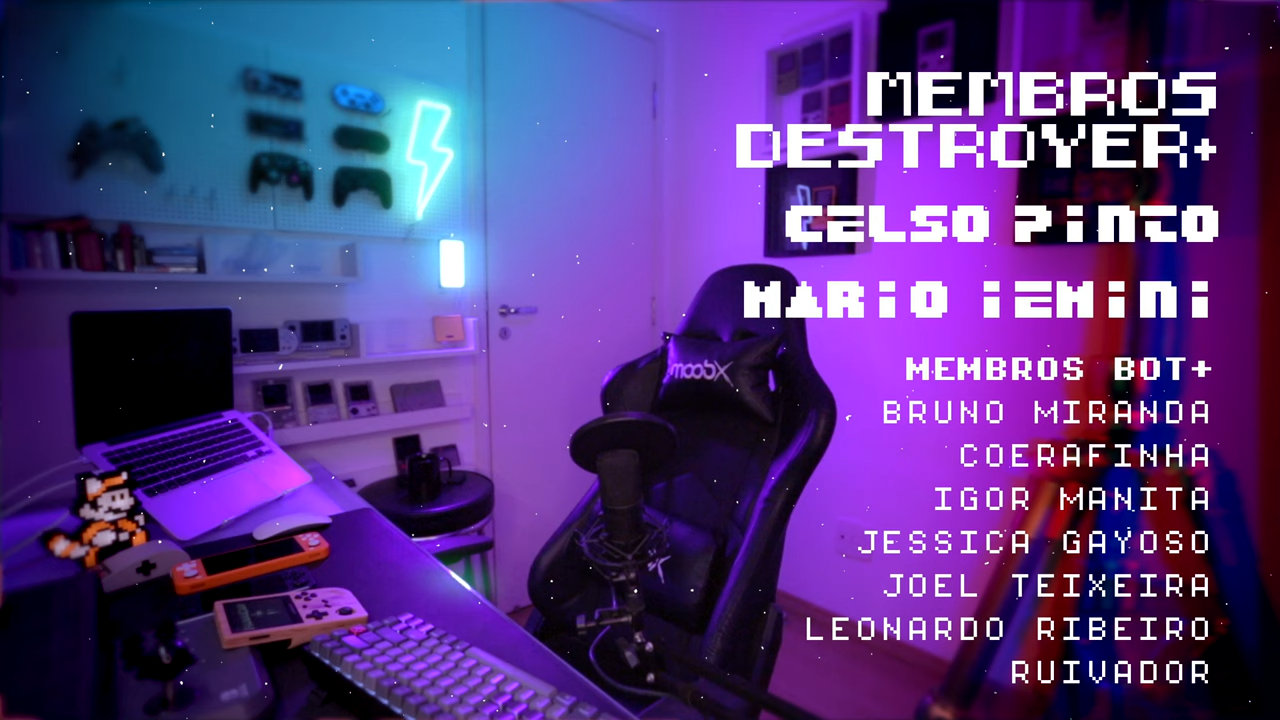 MEMBROS
DESTROYER+
CELSO PINTO
MARIO IEMINI
MEMBROS BOT+
BRUNO MIRANDA
COERAFINHA
IGOR MANITA
JESSICA GAYOSO
JOEL TEIXEIRA
LEONARDO RIBEIRO
RUIVADOR
moobX